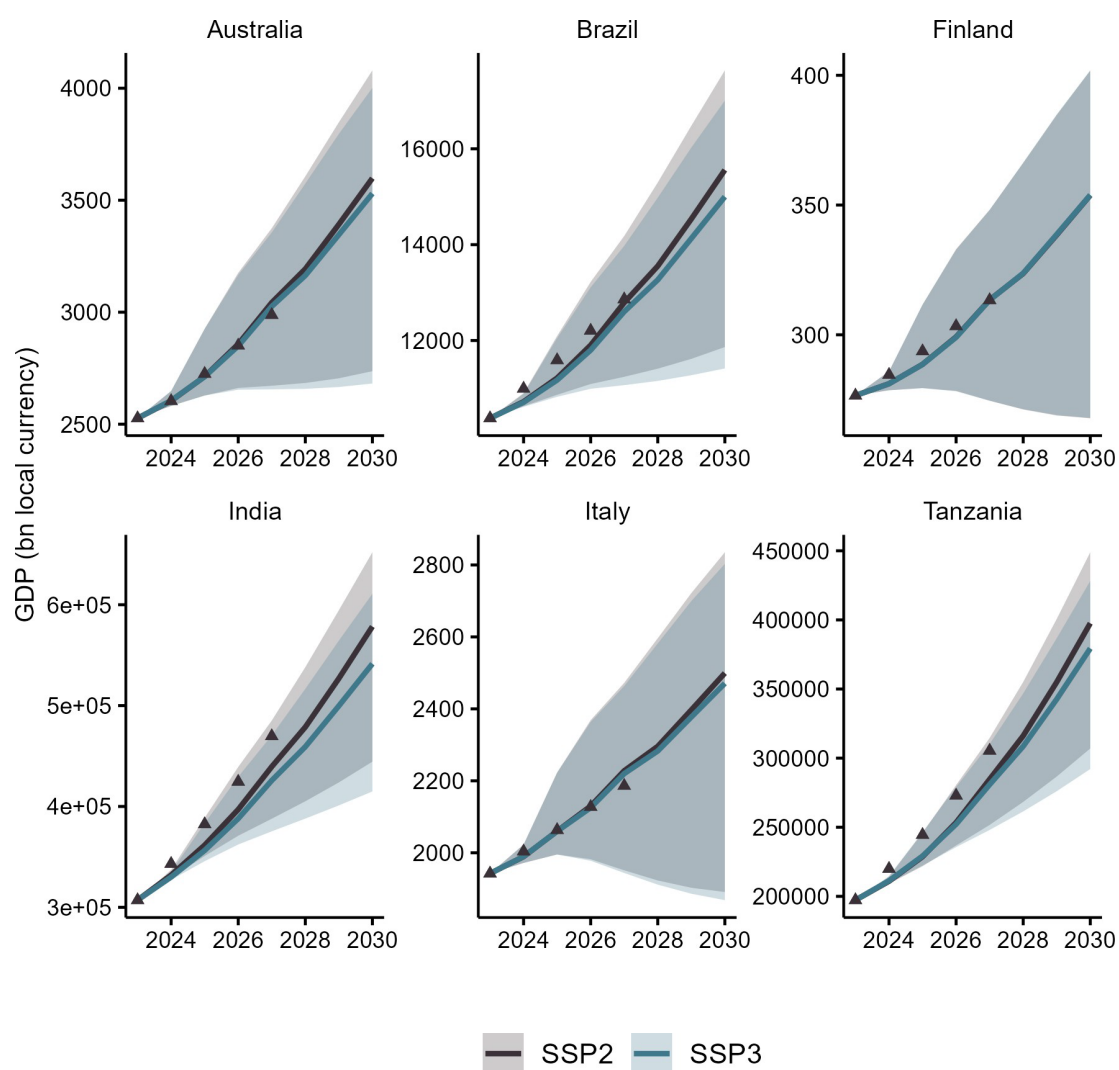 Australia
Brazil
Finland
4000
3500
3000
2500
16000
14000
12000
400
350
300
2024 2026 2028 2030
2024 2026 2028 2030
2024 2026 2028 2030
GDP (bn local currency)
India
Italy
Tanzania
6e+05
5e+05
4e+05
3e+05
2800
2600
2400
2200
2000
450000
400000
350000
300000
250000
200000
2024 2026 2028 2030
2024 2026 2028 2030
2024 2026 2028 2030
SSP2 SSP3